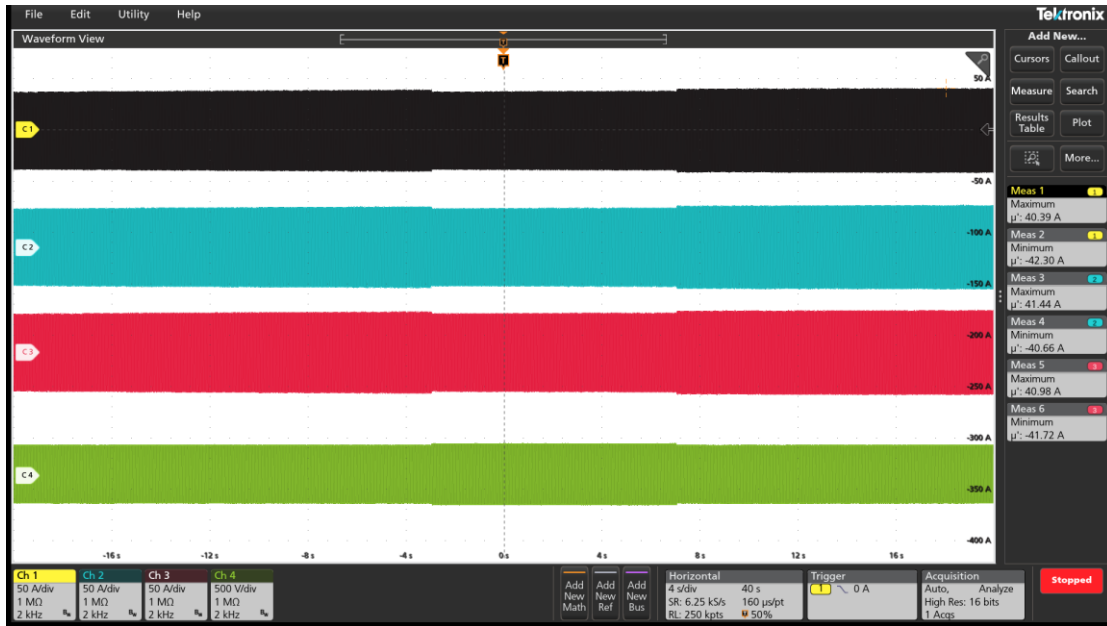 File Edit Utility Help
Tektronix
Waveform View
Add New...
T
T
Cursors Callout
50 A
Measure Search
Results Table Plot
C1
More...
-50 A
Meas 1 1
Maximum
µ': 40.39 A
-100 A
Meas 2 1
Minimum
µ': -42.30 A
C2
Meas 3 2
Maximum
µ': 41.44 A
-150 A
Meas 4 2
Minimum
µ': -40.66 A
-200 A
C3
Meas 5 3
Maximum
µ': 40.98 A
-250 A
Meas 6 3
Minimum
µ': -41.72 A
-300 A
C4
-350 A
-400 A
-16 s -12 s -8 s -4 s 0 s 4 s 8 s 12 s 16 s
Ch 1
50 A/div
1 MΩ
2 kHz
Ch 2
50 A/div
1 MΩ
2 kHz
Ch 3
50 A/div
1 MΩ
2 kHz
Ch 4
500 V/div
1 MΩ
2 kHz
Add New Math
Add New Ref
Add New Bus
Horizontal
4 s/div 40 s
SR: 6.25 kS/s 160 µs/pt
RL: 250 kpts 50%
Trigger
1 0 A
Acquisition
Auto, Analyze
High Res: 16 bits
1 Acqs
Stopped